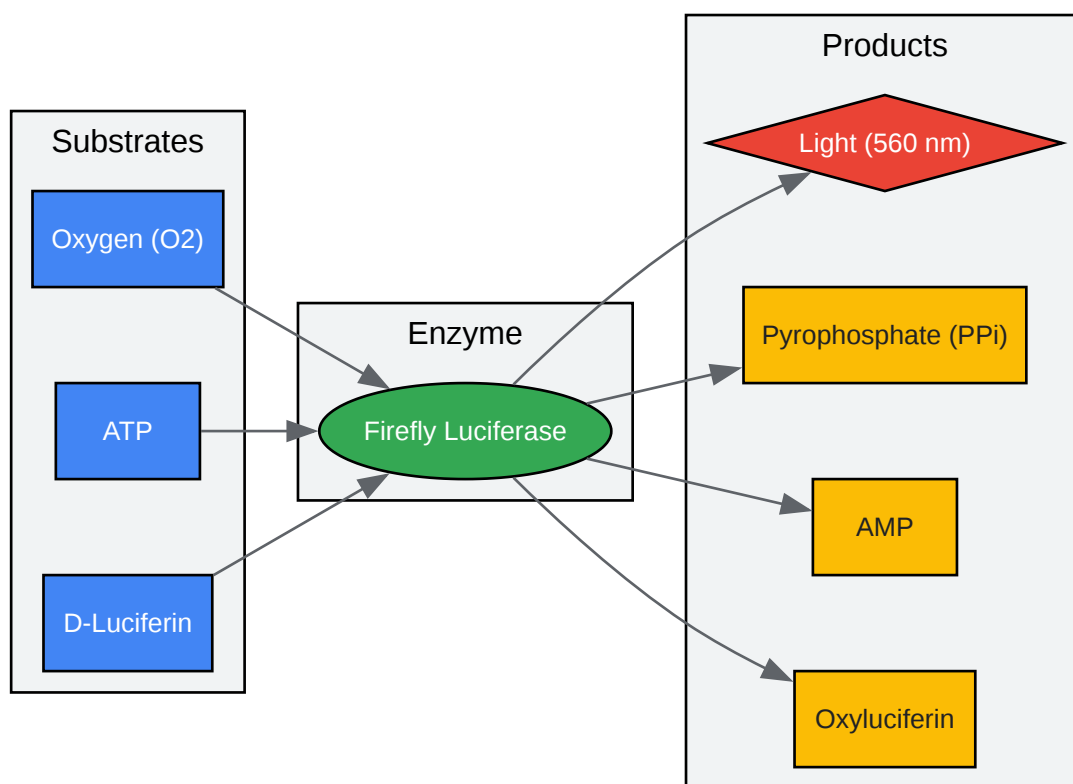 Substrates
Oxygen (O2)
ATP
D-Luciferin
Enzyme
Firefly Luciferase
Products
Light (560 nm)
Pyrophosphate (PPi)
AMP
Oxyluciferin